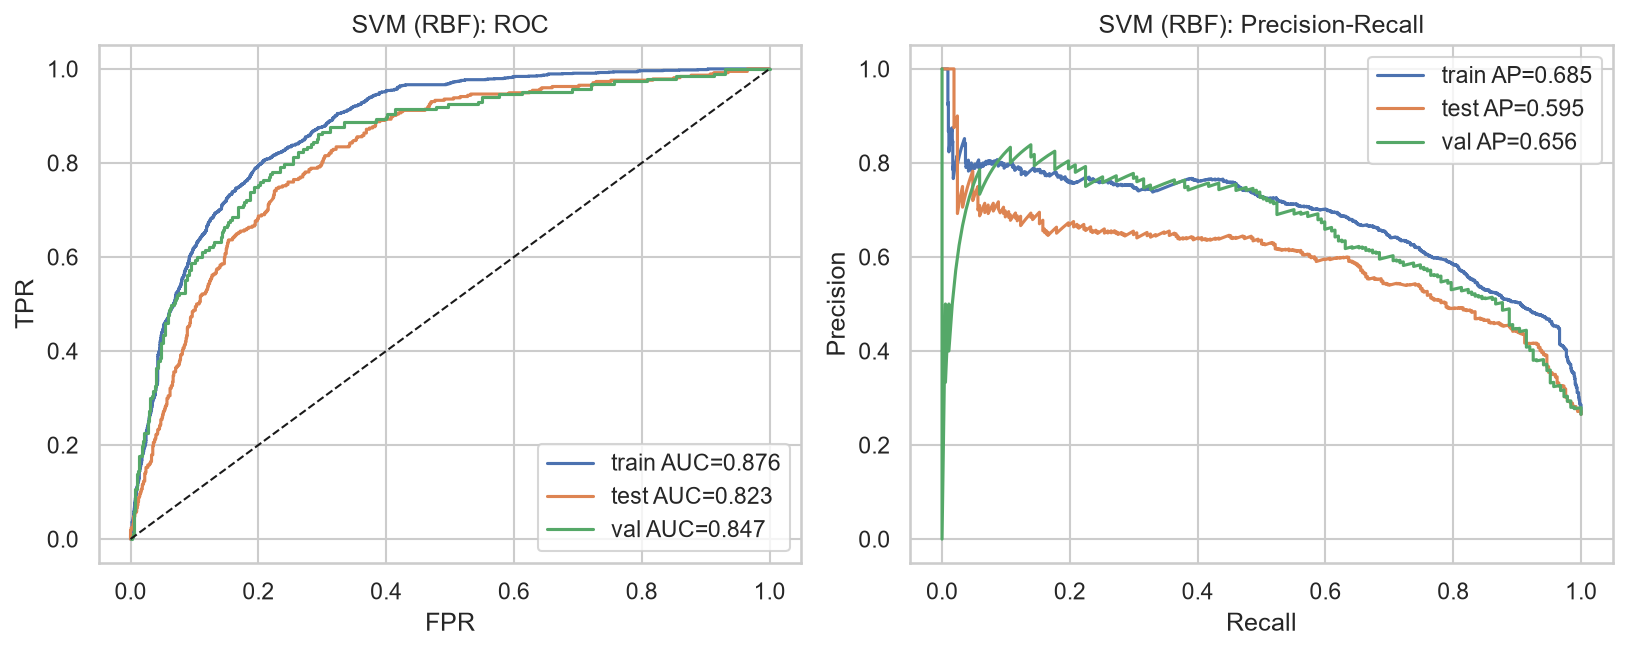 SVM (RBF): ROC
1.0
0.8
0.6
0.4
0.2
0.0
TPR
0.0 0.2 0.4 0.6 0.8 1.0
FPR
train AUC=0.876
test AUC=0.823
val AUC=0.847
SVM (RBF): Precision-Recall
1.0
0.8
0.6
0.4
0.2
0.0
Precision
0.0 0.2 0.4 0.6 0.8 1.0
Recall
train AP=0.685
test AP=0.595
val AP=0.656